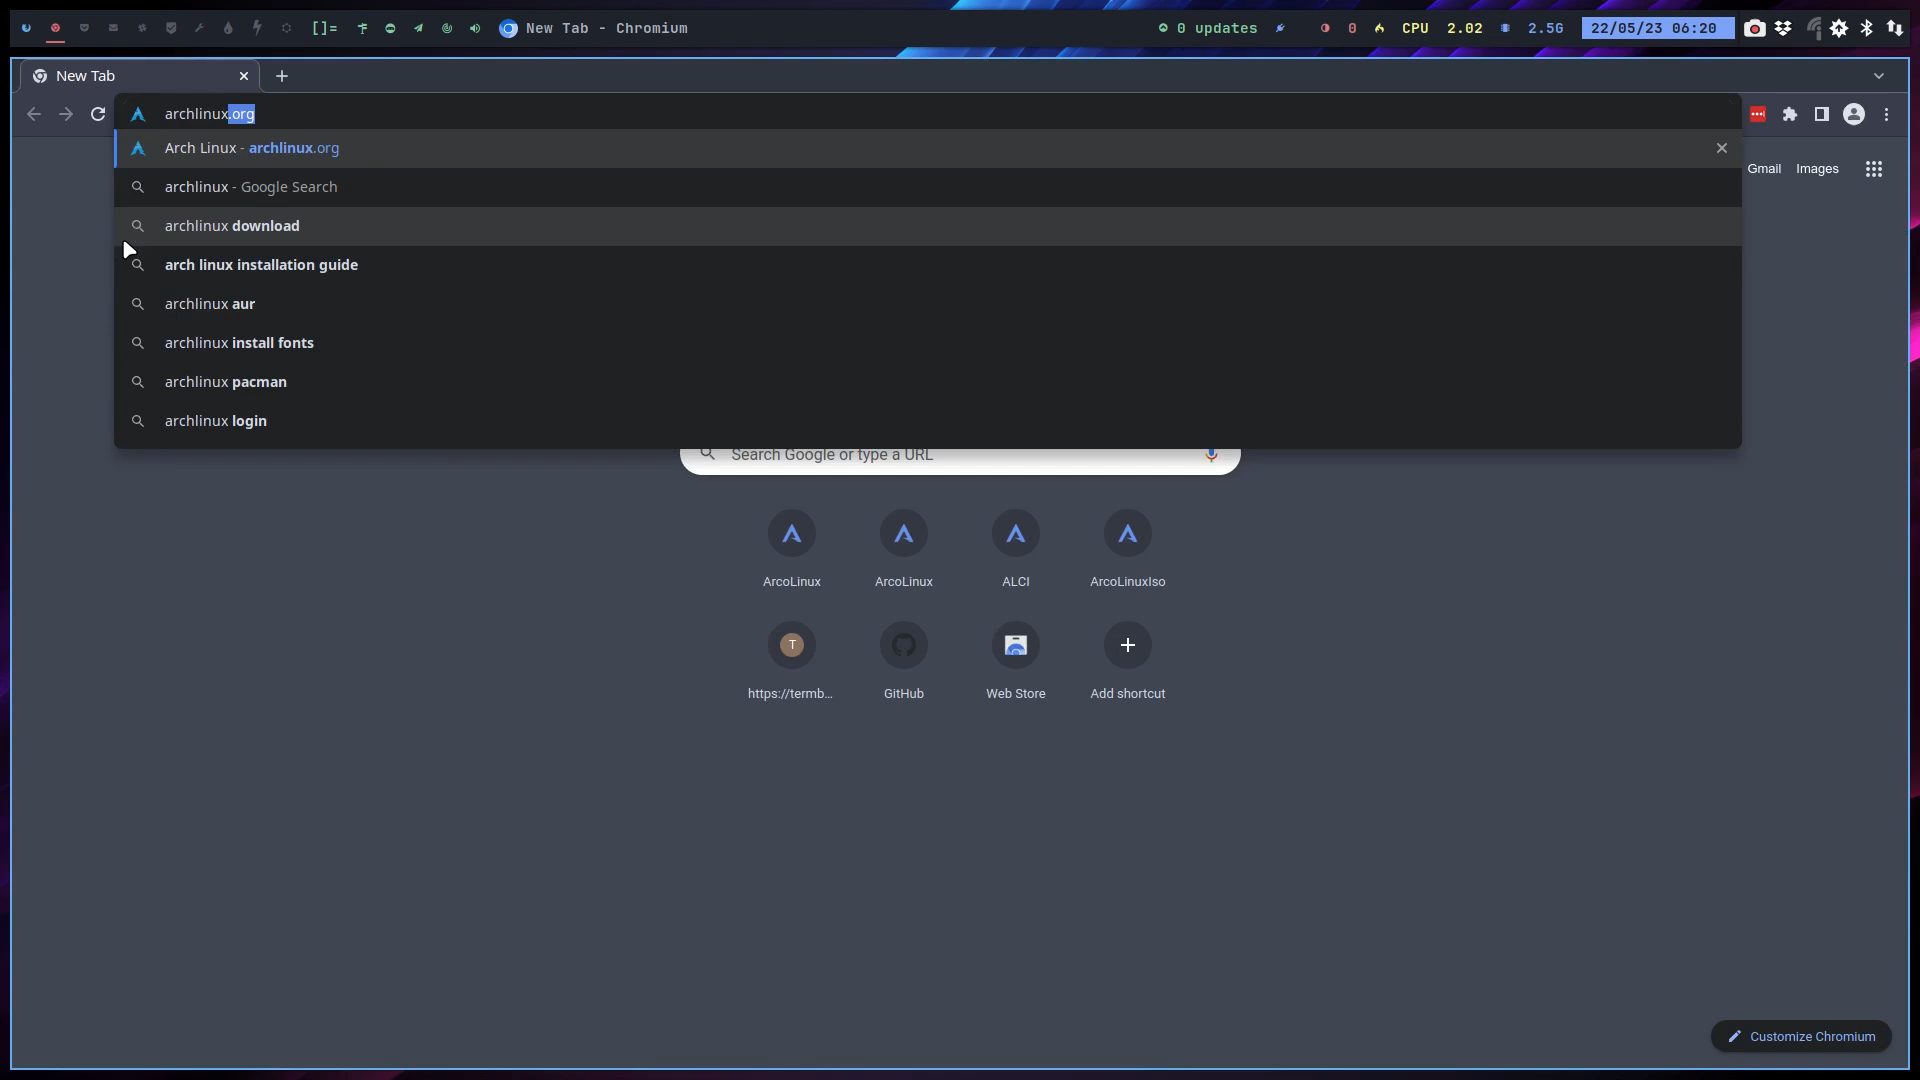 []= New Tab - Chromium 0 updates 0 CPU 2.02 2.5G 22/05/23 06:20
New Tab
archlinux.org
Arch Linux - archlinux.org
archlinux - Google Search
Gmail Images
archlinux download
arch linux installation guide
archlinux aur
archlinux install fonts
archlinux pacman
archlinux login
Search Google or type a URL
ArcoLinux ArcoLinux ALCI ArcoLinuxIso
T
https://termb... GitHub Web Store Add shortcut
Customize Chromium